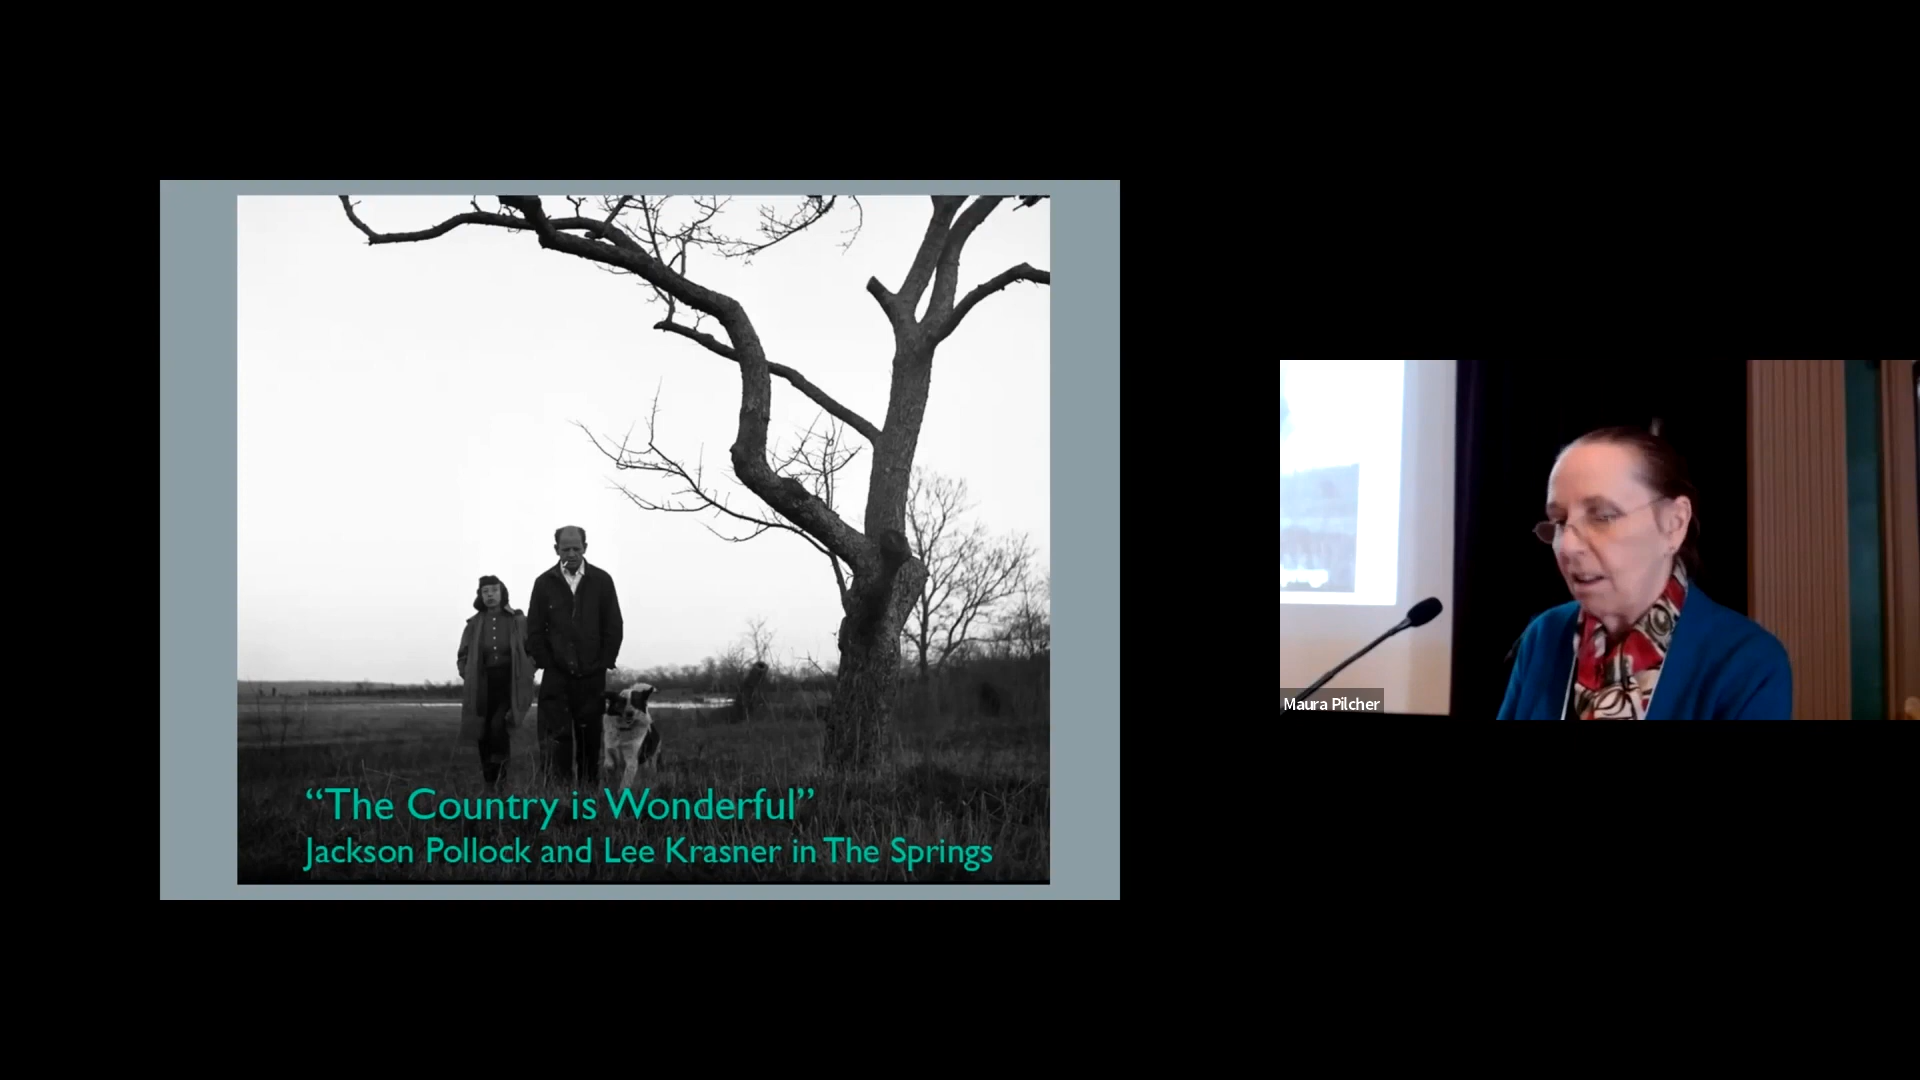 “The Country is Wonderful”
Jackson Pollock and Lee Krasner in The Springs
Maura Pilcher